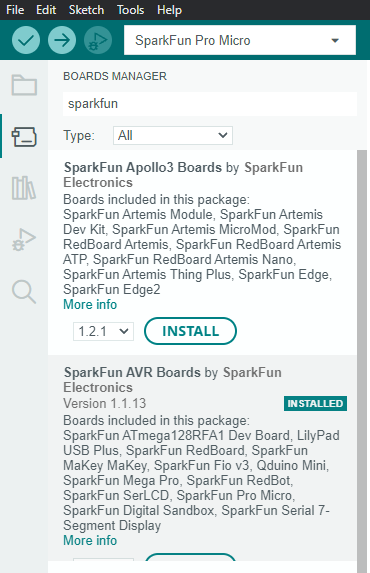 File Edit Sketch Tools Help
SparkFun Pro Micro
BOARDS MANAGER
sparkfun
Type: All
SparkFun Apollo3 Boards by SparkFun
Electronics
Boards included in this package:
SparkFun Artemis Module, SparkFun Artemis
Dev Kit, SparkFun Artemis MicroMod, SparkFun
RedBoard Artemis, SparkFun RedBoard Artemis
ATP, SparkFun RedBoard Artemis Nano,
SparkFun Artemis Thing Plus, SparkFun Edge,
SparkFun Edge2
More info
1.2.1 INSTALL
SparkFun AVR Boards by SparkFun
Electronics
Version 1.1.13 INSTALLED
Boards included in this package:
SparkFun ATmega128RFA1 Dev Board, LilyPad
USB Plus, SparkFun RedBoard, SparkFun
MaKey MaKey, SparkFun Fio v3, Qduino Mini,
SparkFun Mega Pro, SparkFun RedBot,
SparkFun SerLCD, SparkFun Pro Micro,
SparkFun Digital Sandbox, SparkFun Serial 7-
Segment Display
More info